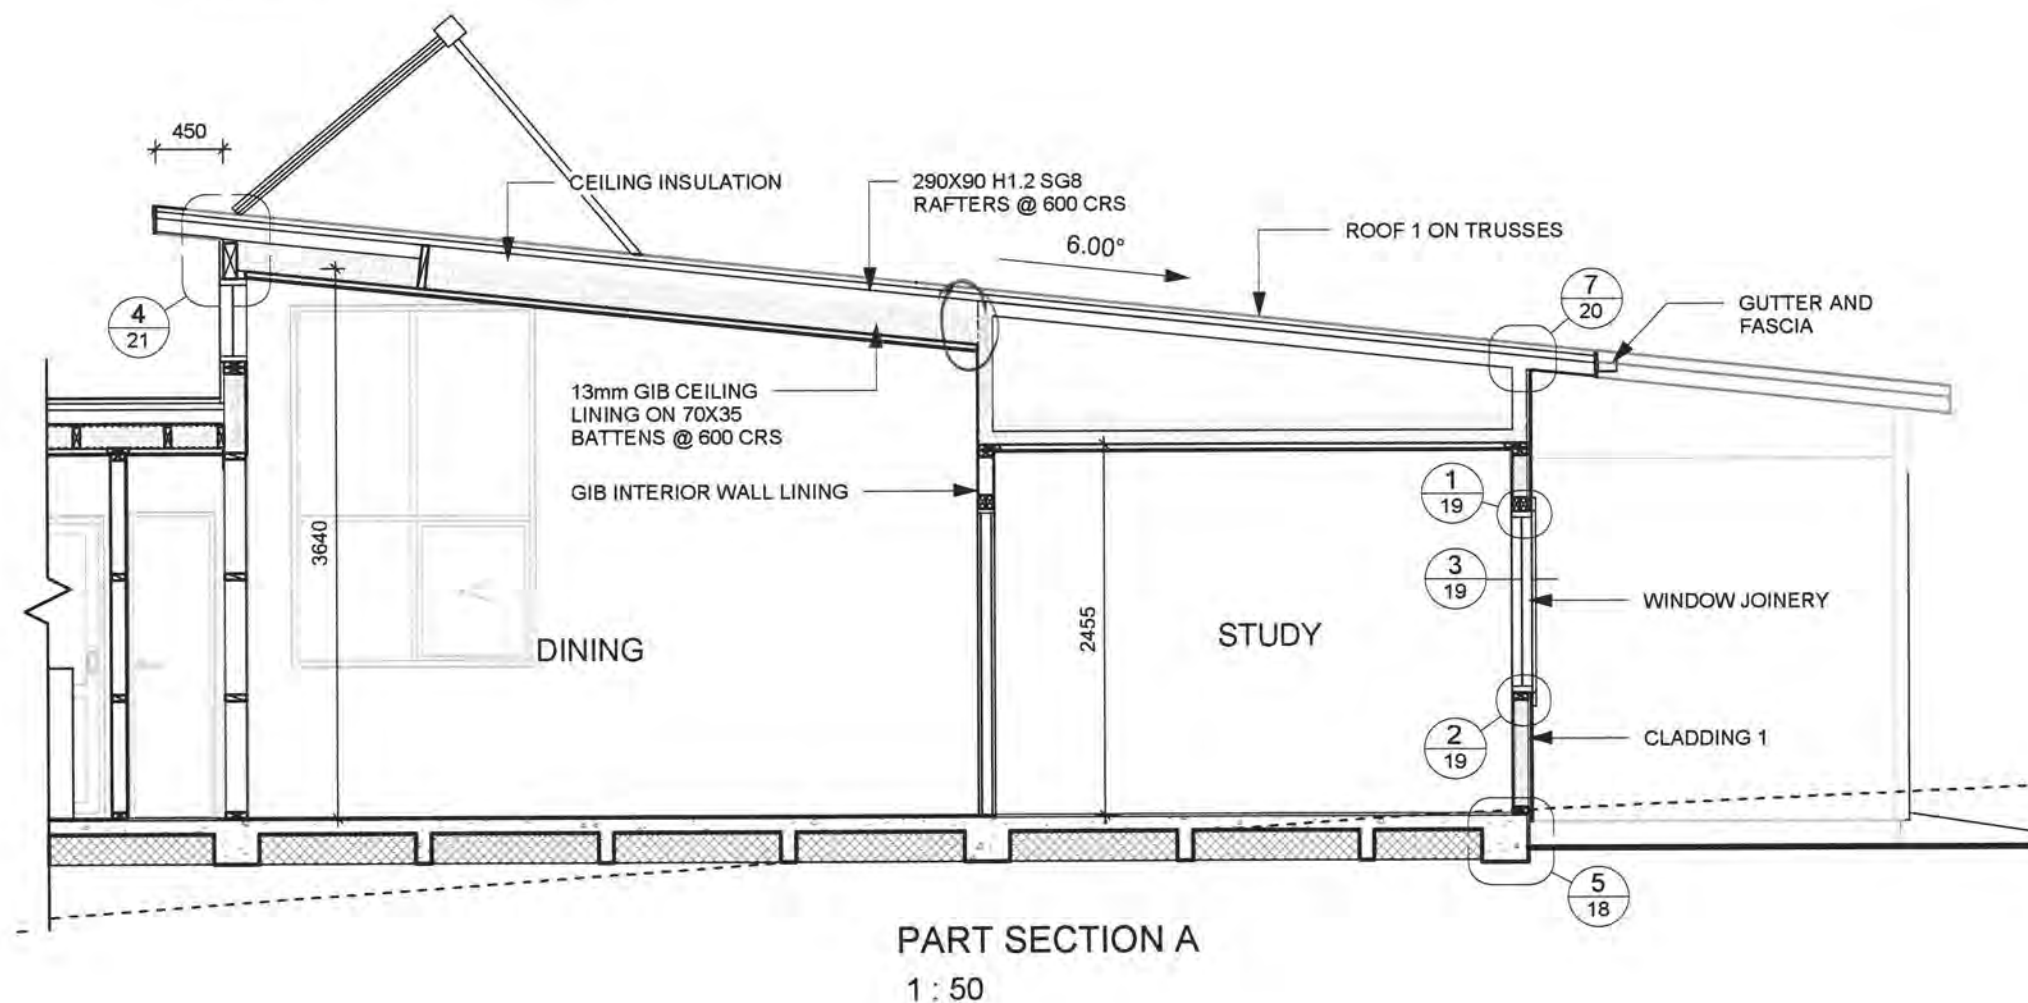 450
CEILING INSULATION
290X90 H1.2 SG8
RAFTERS @ 600 CRS
6.00°
ROOF 1 ON TRUSSES
7
20
GUTTER AND
FASCIA
4
21
13mm GIB CEILING
LINING ON 70X35
BATTENS @ 600 CRS
GIB INTERIOR WALL LINING
1
19
3640
3
19
2455
WINDOW JOINERY
DINING
STUDY
2
19
CLADDING 1
5
18
PART SECTION A
1 : 50